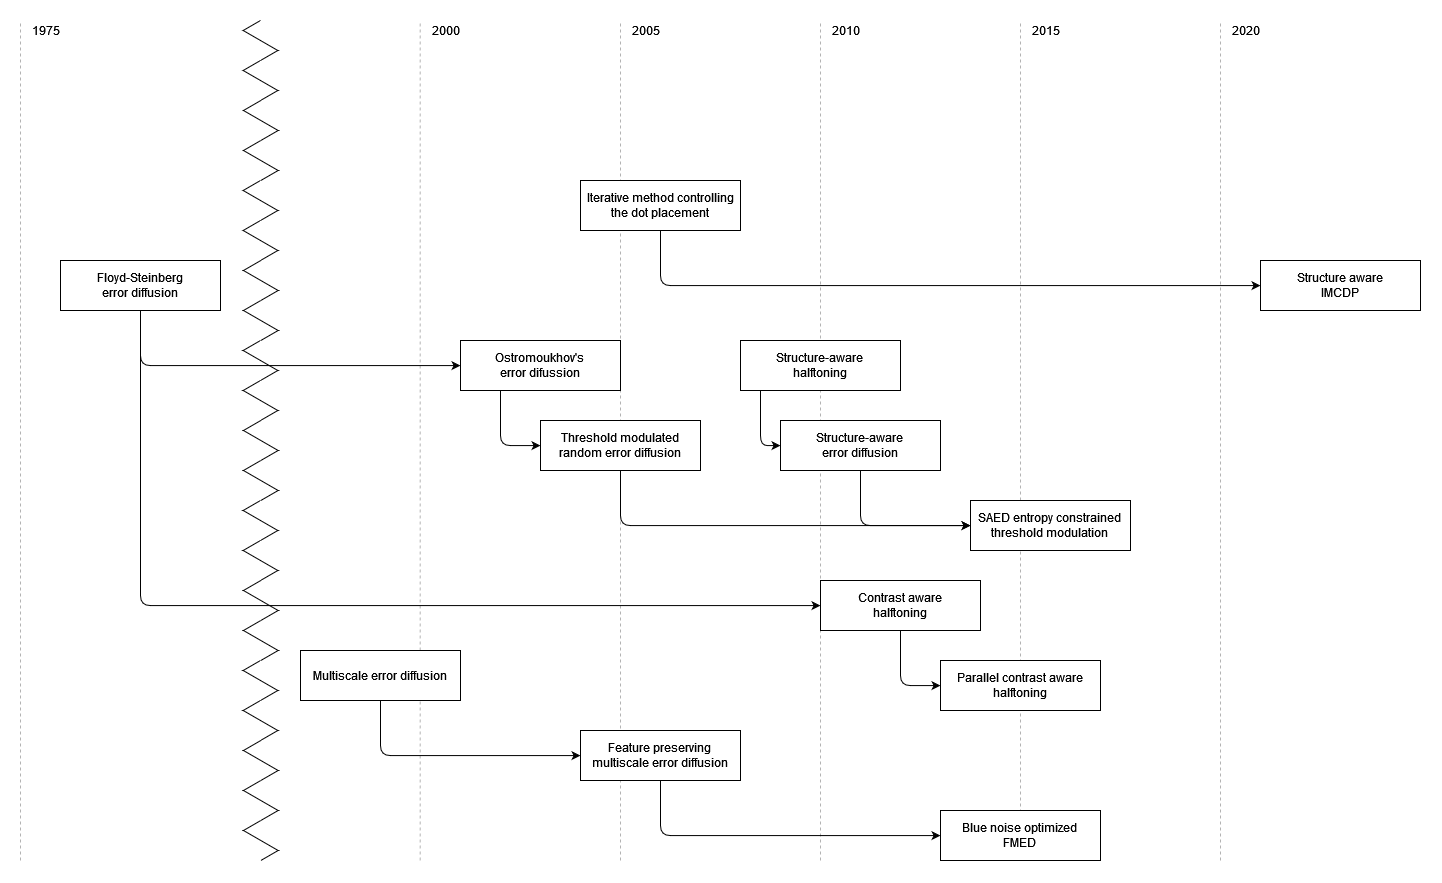 1975
2000
2005
2010
2015
2020
Iterative method controlling
the dot placement
Floyd-Steinberg
error diffusion
Structure aware
IMCDP
Ostromoukhov's
error difussion
Structure-aware
halftoning
Threshold modulated
random error diffusion
Structure-aware
error diffusion
SAED entropy constrained
threshold modulation
Contrast aware
halftoning
Multiscale error diffusion
Parallel contrast aware
halftoning
Feature preserving
multiscale error diffusion
Blue noise optimized
FMED